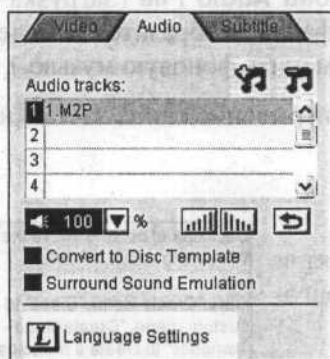 Video Audio Subtitle
Audio tracks:
1 1.M2P
2
3
4
100 %
Convert to Disc Template
Surround Sound Emulation
L Language Settings